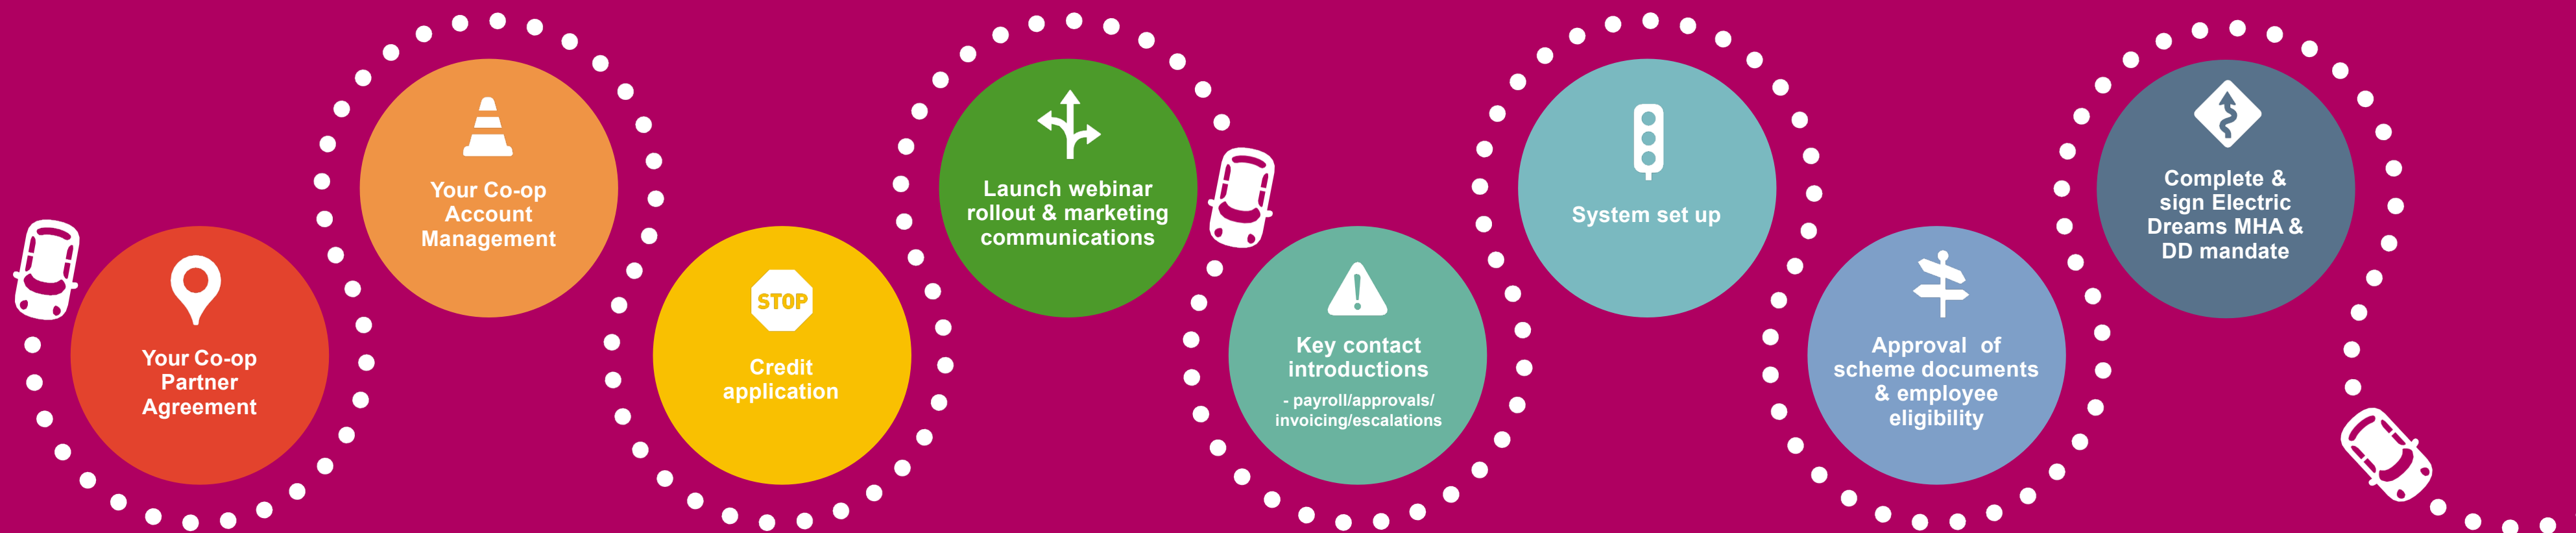 Your Co-op
Partner
Agreement
Your Co-op
Account
Management
STOP
Credit
application
Launch webinar
rollout & marketing
communications
Key contact
introductions
- payroll/approvals/
invoicing/escalations
System set up
Approval of
scheme documents
& employee
eligibility
Complete &
sign Electric
Dreams MHA &
DD mandate